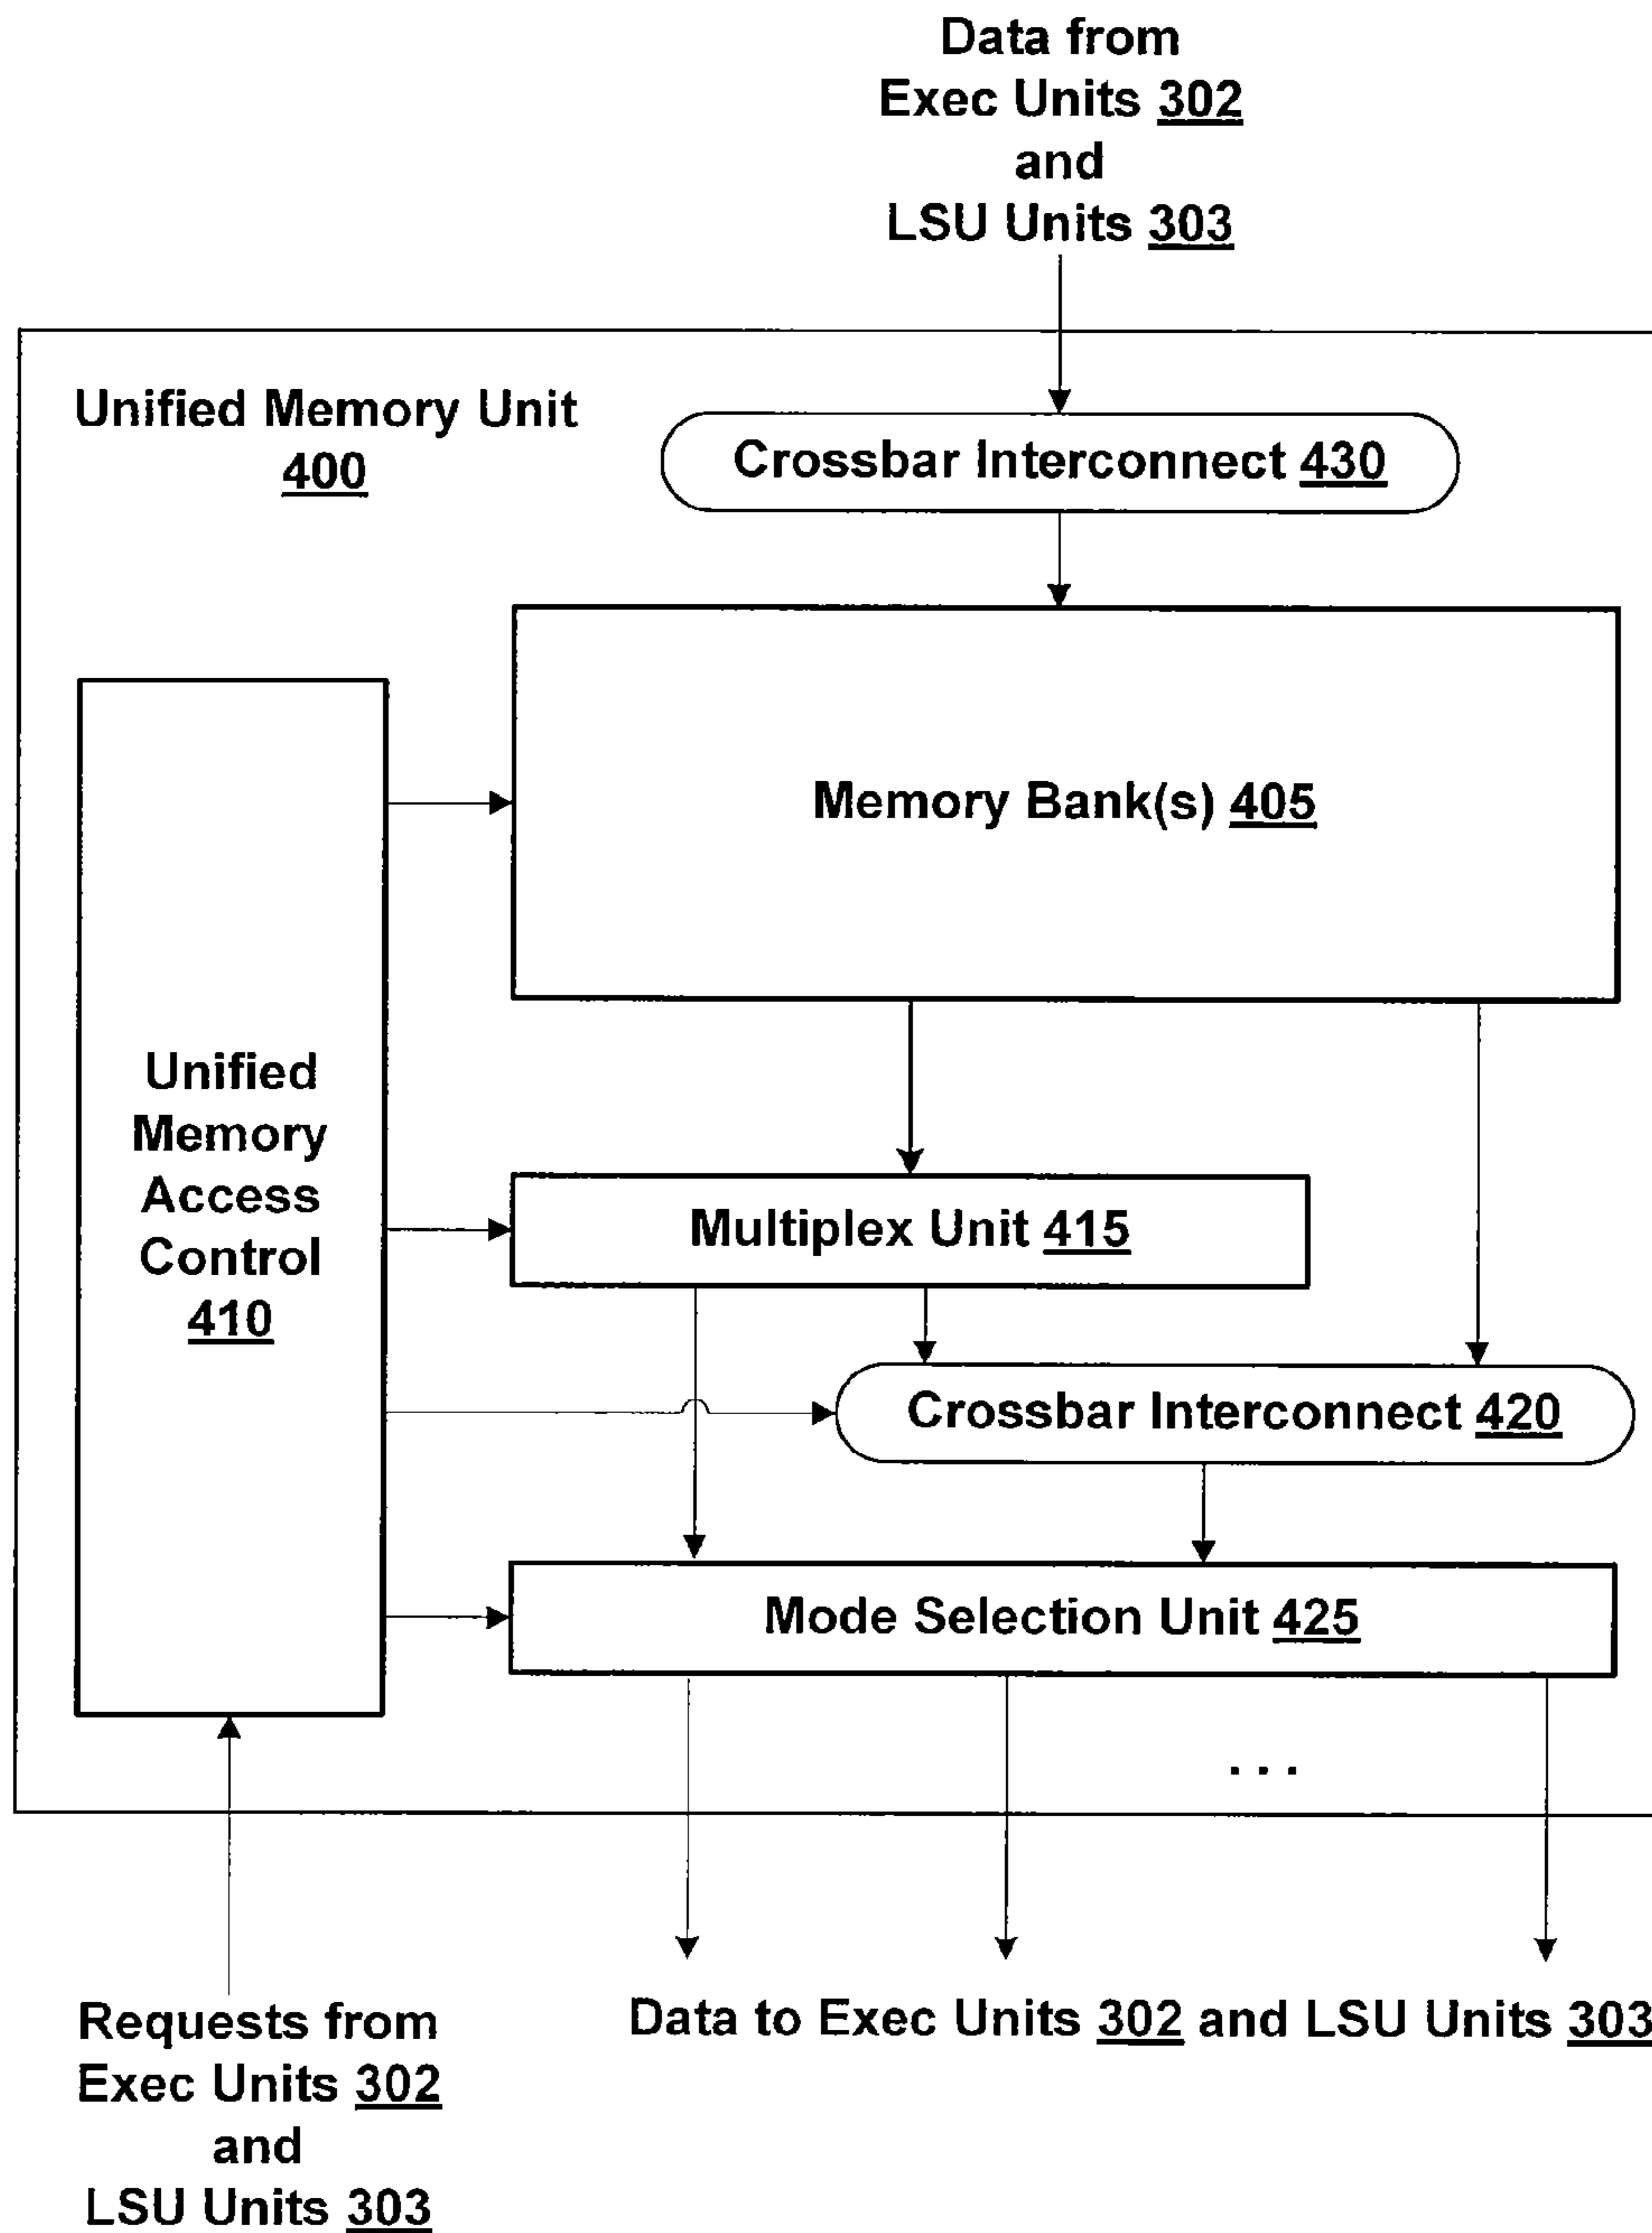 Data from
Exec Units 302
and
LSU Units 303
Unified Memory Unit
400
Crossbar Interconnect 430
Memory Bank(s) 405
Unified
Memory
Access
Control
410
Multiplex Unit 415
Crossbar Interconnect 420
Mode Selection Unit 425
...
Requests from
Exec Units 302
and
LSU Units 303
Data to Exec Units 302 and LSU Units 303